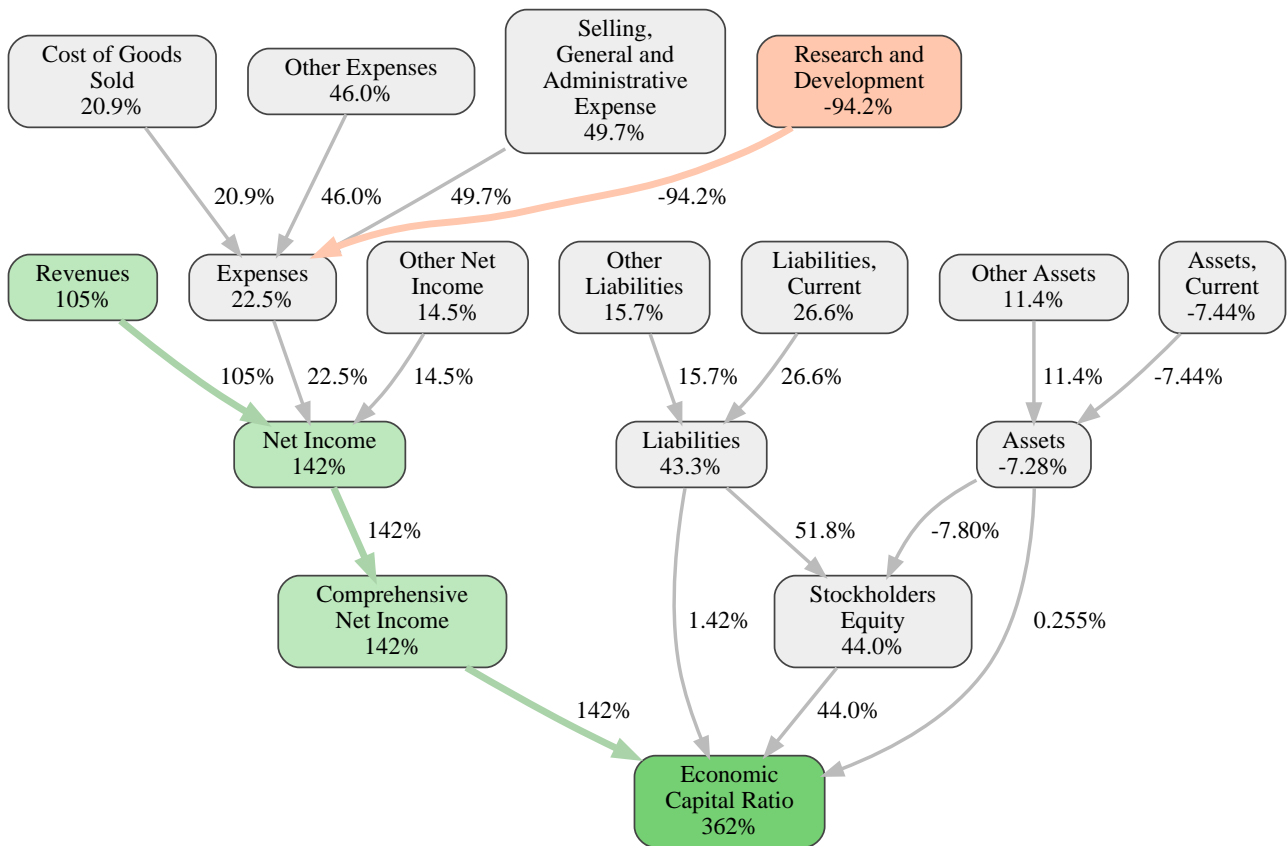 Cost of Goods
Sold
20.9%
Other Expenses
46.0%
Selling,
General and
Administrative
Expense
49.7%
Research and
Development
-94.2%
20.9%
46.0%
49.7%
-94.2%
Revenues
105%
Expenses
22.5%
Other Net
Income
14.5%
Other
Liabilities
15.7%
Liabilities,
Current
26.6%
Other Assets
11.4%
Assets,
Current
-7.44%
105%
22.5%
14.5%
15.7%
26.6%
11.4%
-7.44%
Net Income
142%
Liabilities
43.3%
Assets
-7.28%
142%
51.8%
-7.80%
Comprehensive
Net Income
142%
1.42%
Stockholders
Equity
44.0%
0.255%
142%
44.0%
Economic
Capital Ratio
362%